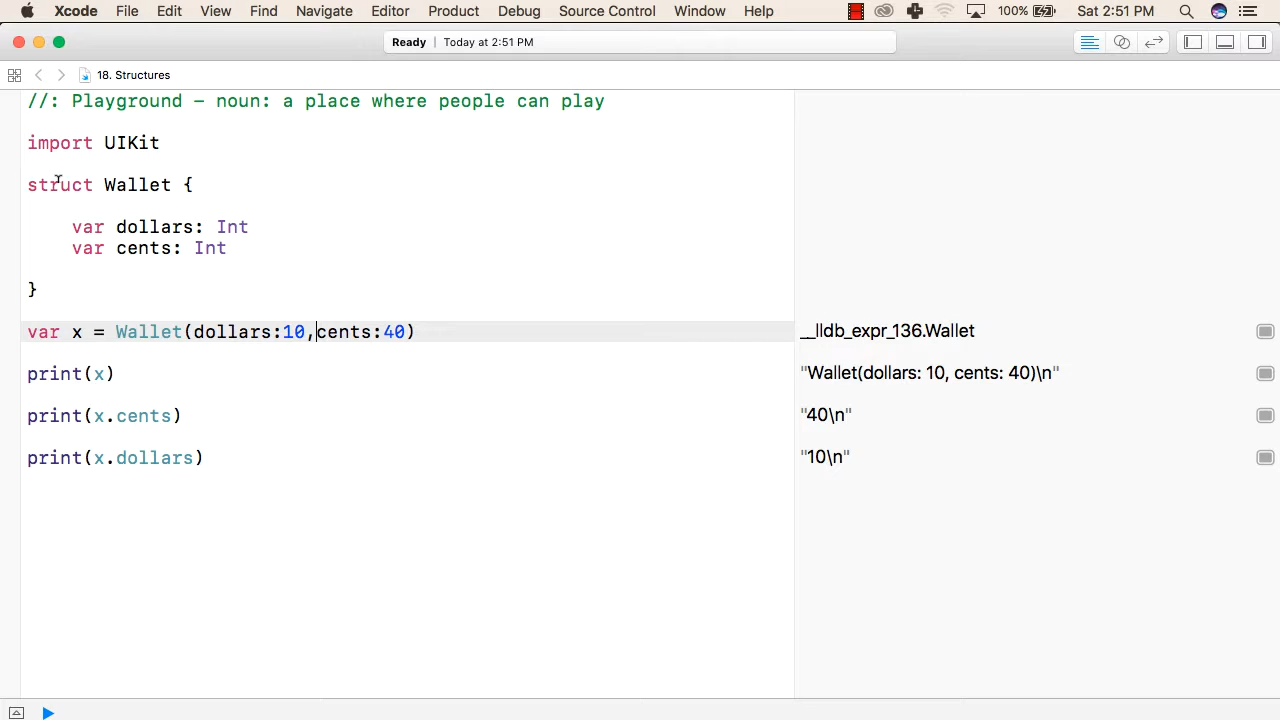 Xcode File Edit View Find Navigate Editor Product Debug Source Control Window Help 100% Sat 2:51 PM
Ready | Today at 2:51 PM
18. Structures
//: Playground - noun: a place where people can play
import UIKit
struct Wallet {
var dollars: Int
var cents: Int
}
var x = Wallet(dollars:10,cents:40) __lldb_expr_136.Wallet
print(x) "Wallet(dollars: 10, cents: 40)\n"
print(x.cents) "40\n"
print(x.dollars) "10\n"